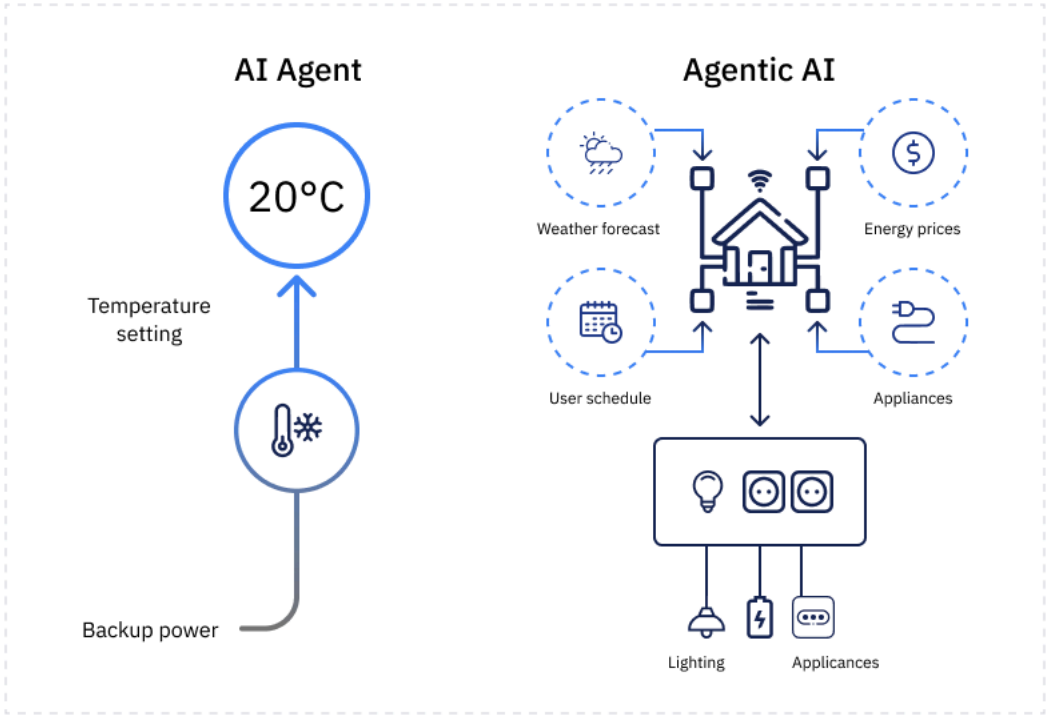 AI Agent
20°C
Temperature
setting
Backup power
Agentic AI
Weather forecast
Energy prices
User schedule
Appliances
Lighting
Applicances